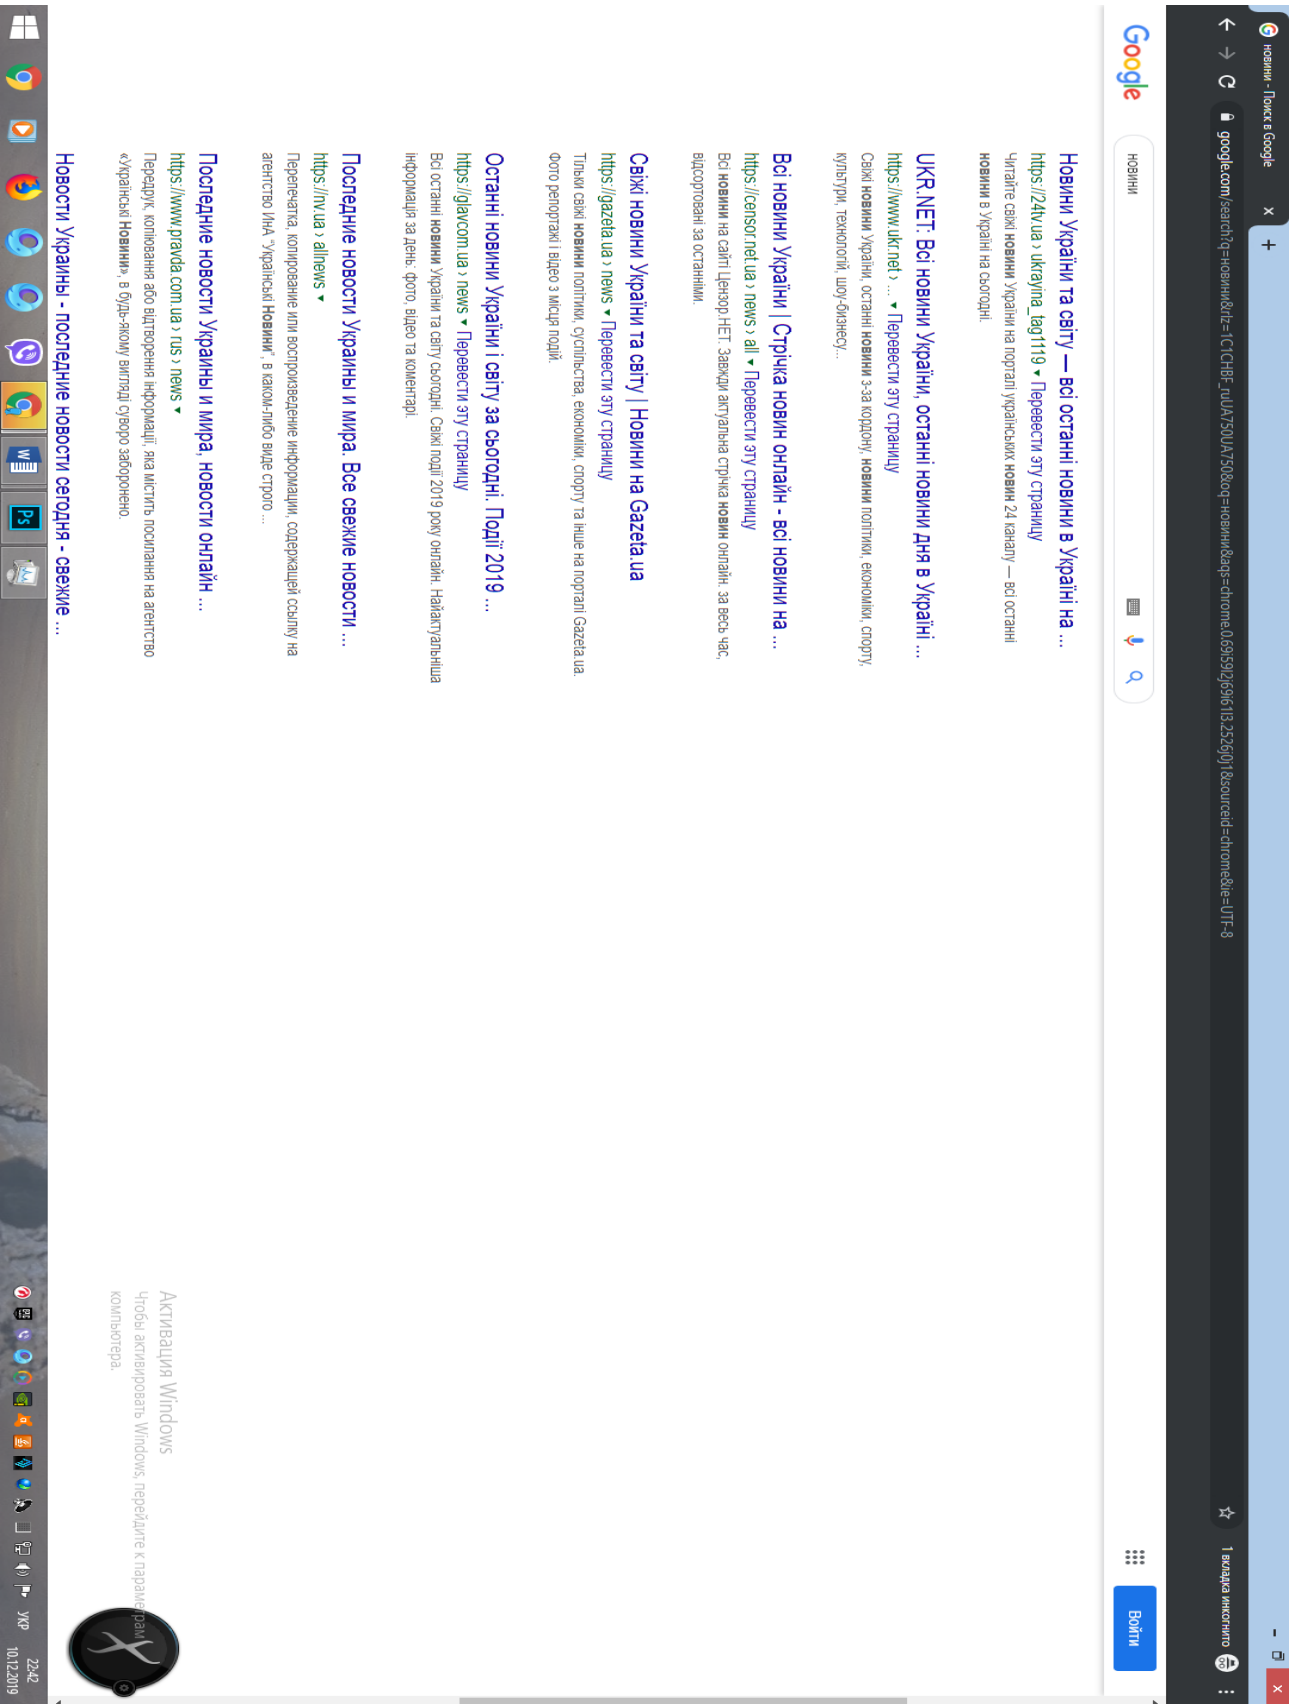 новини - Поиск в Google
google.com/search?q=новини&rlz=1C1CHBF_ruUA750UA750&oq=новини&aqs=chrome.0.69i59l2j69i61l3.2526j0j1&sourceid=chrome&ie=UTF-8
1 вкладка инкогнито
Google
новини
Войти
Новини України та світу — всі останні новини в Україні на ...
https://24tv.ua › ukrayina_tag1119 ▾ Перевести эту страницу
Читайте свіжі новини України на порталі українських новин 24 каналу — всі останні
новини в Україні на сьогодні.
UKR.NET: Всі новини України, останні новини дня в Україні ...
https://www.ukr.net › ... ▾ Перевести эту страницу
Свіжі новини України, останні новини з-за кордону, новини політики, економіки, спорту,
культури, технологій, шоу-бизнесу...
Всі новини України | Стрічка новин онлайн - всі новини на ...
https://censor.net.ua › news › all ▾ Перевести эту страницу
Всі новини на сайті Цензор.НЕТ. Завжди актуальна стрічка новин онлайн. за весь час,
відсортовані за останніми.
Свіжі новини України та світу | Новини на Gazeta.ua
https://gazeta.ua › news ▾ Перевести эту страницу
Тільки свіжі новини політики, суспільства, економіки, спорту та інше на порталі Gazeta.ua.
Фото репортажі і відео з місця подій.
Останні новини України і світу за сьогодні. Події 2019 ...
https://glavcom.ua › news ▾ Перевести эту страницу
Всі останні новини України та світу сьогодні. Свіжі події 2019 року онлайн. Найактуальніша
інформація за день: фото, відео та коментарі.
Последние новости Украины и мира. Все свежие новости ...
https://nv.ua › allnews ▾
Перепечатка, копирование или воспроизведение информации, содержащей ссылку на
агентство ИнА "Українські Новини", в каком-либо виде строго ...
Последние новости Украины и мира, новости онлайн ...
https://www.pravda.com.ua › rus › news ▾
Передрук, копіювання або відтворення інформації, яка містить посилання на агентство
«Українські Новини», в будь-якому вигляді суворо заборонено.
Новости Украины - последние новости сегодня - свежие ...
Активация Windows
Чтобы активировать Windows, перейдите к параметрам
компьютера.
W
Ps
УКР
22:42
10.12.2019